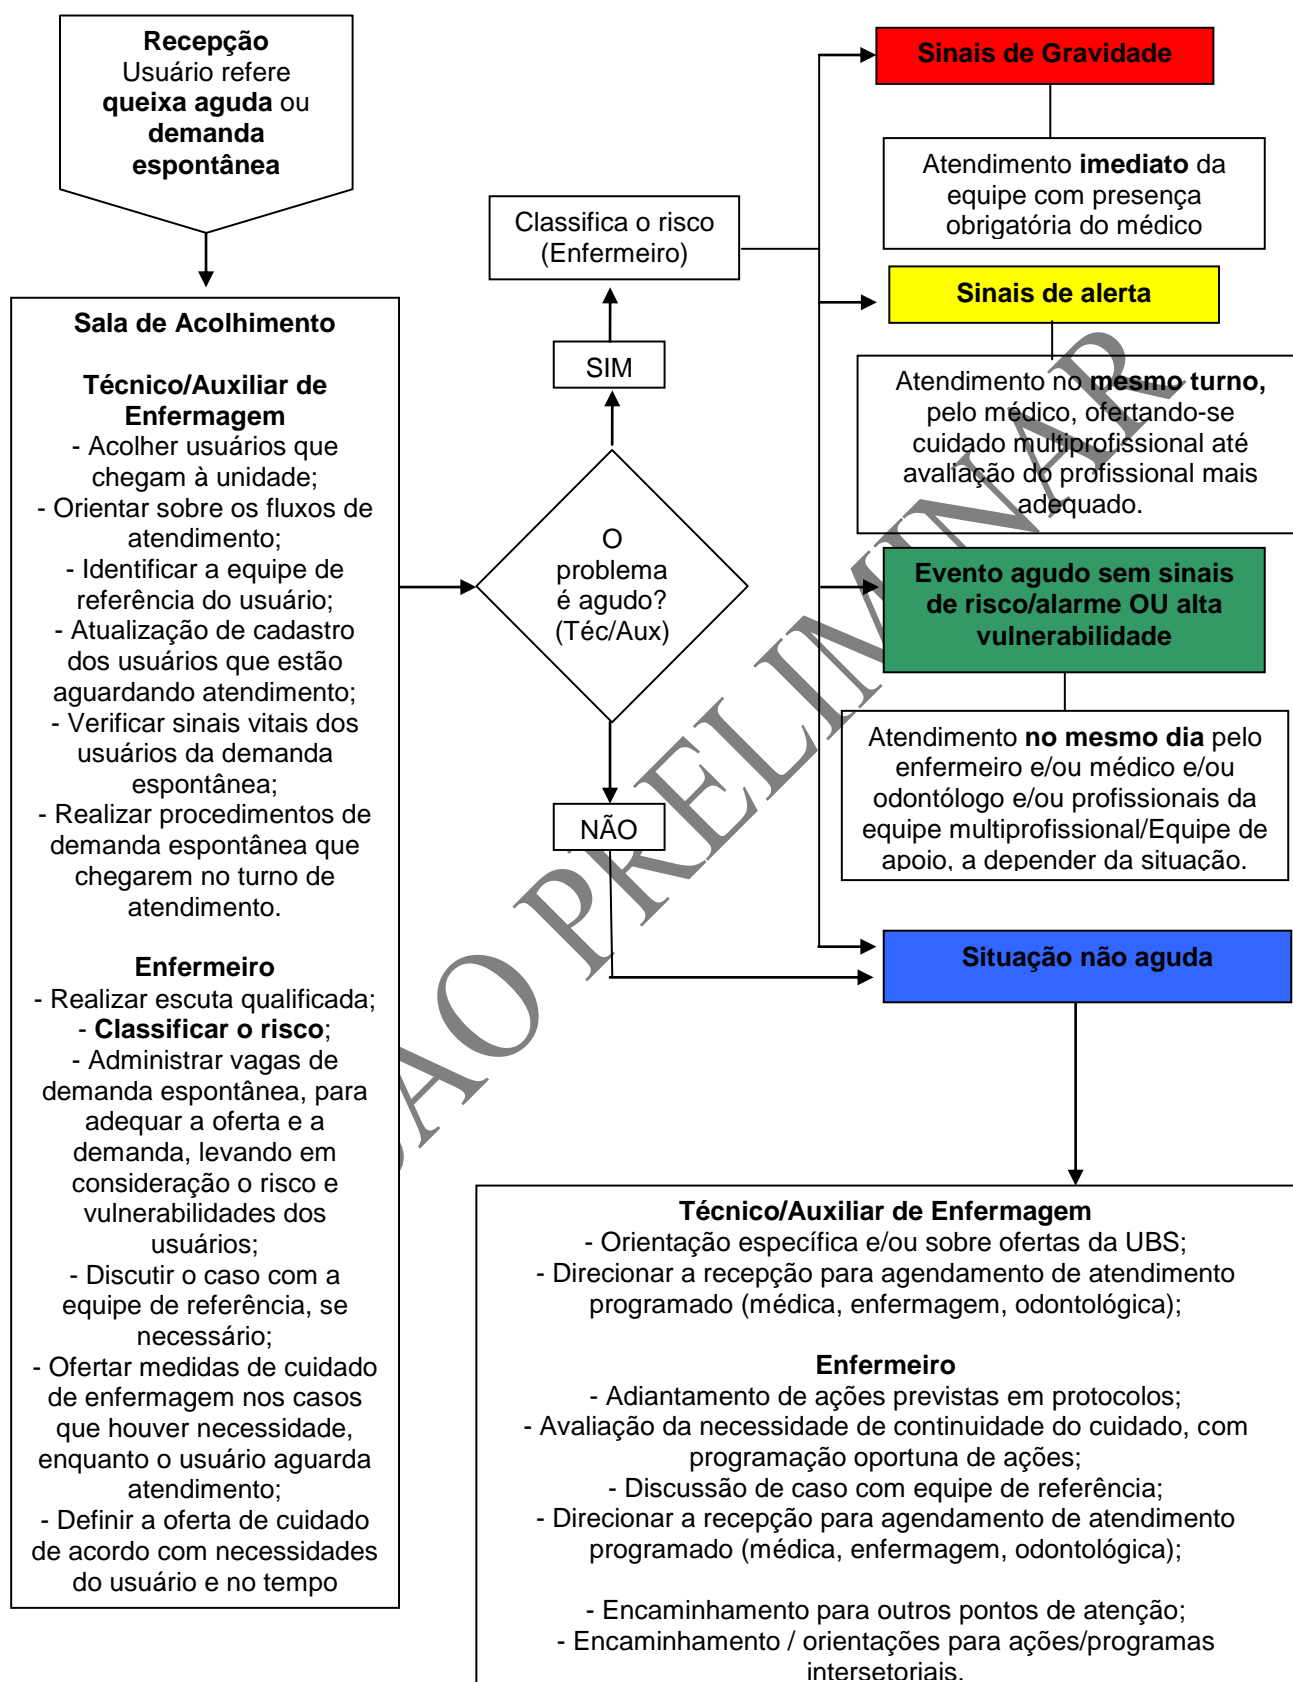 Recepção
Usuário refere
queixa aguda ou
demanda
espontânea
Sala de Acolhimento
Técnico/Auxiliar de
Enfermagem
- Acolher usuários que
chegam à unidade;
- Orientar sobre os fluxos de
atendimento;
- Identificar a equipe de
referência do usuário;
- Atualização de cadastro
dos usuários que estão
aguardando atendimento;
- Verificar sinais vitais dos
usuários da demanda
espontânea;
- Realizar procedimentos de
demanda espontânea que
chegarem no turno de
atendimento.
Enfermeiro
- Realizar escuta qualificada;
- Classificar o risco;
- Administrar vagas de
demanda espontânea, para
adequar a oferta e a
demanda, levando em
consideração o risco e
vulnerabilidades dos
usuários;
- Discutir o caso com a
equipe de referência, se
necessário;
- Ofertar medidas de cuidado
de enfermagem nos casos
que houver necessidade,
enquanto o usuário aguarda
atendimento;
- Definir a oferta de cuidado
de acordo com necessidades
do usuário e no tempo
O
problema
é agudo?
(Téc/Aux)
SIM
Classifica o risco
(Enfermeiro)
NÃO
Sinais de Gravidade
Atendimento imediato da
equipe com presença
obrigatória do médico
Sinais de alerta
Atendimento no mesmo turno,
pelo médico, ofertando-se
cuidado multiprofissional até
avaliação do profissional mais
adequado.
Evento agudo sem sinais
de risco/alarme OU alta
vulnerabilidade
Atendimento no mesmo dia pelo
enfermeiro e/ou médico e/ou
odontólogo e/ou profissionais da
equipe multiprofissional/Equipe de
apoio, a depender da situação.
Situação não aguda
Técnico/Auxiliar de Enfermagem
- Orientação específica e/ou sobre ofertas da UBS;
- Direcionar a recepção para agendamento de atendimento
programado (médica, enfermagem, odontológica);
Enfermeiro
- Adiantamento de ações previstas em protocolos;
- Avaliação da necessidade de continuidade do cuidado, com
programação oportuna de ações;
- Discussão de caso com equipe de referência;
- Direcionar a recepção para agendamento de atendimento
programado (médica, enfermagem, odontológica);
- Encaminhamento para outros pontos de atenção;
- Encaminhamento / orientações para ações/programas
intersetoriais.
ÃO PRELIMINAR